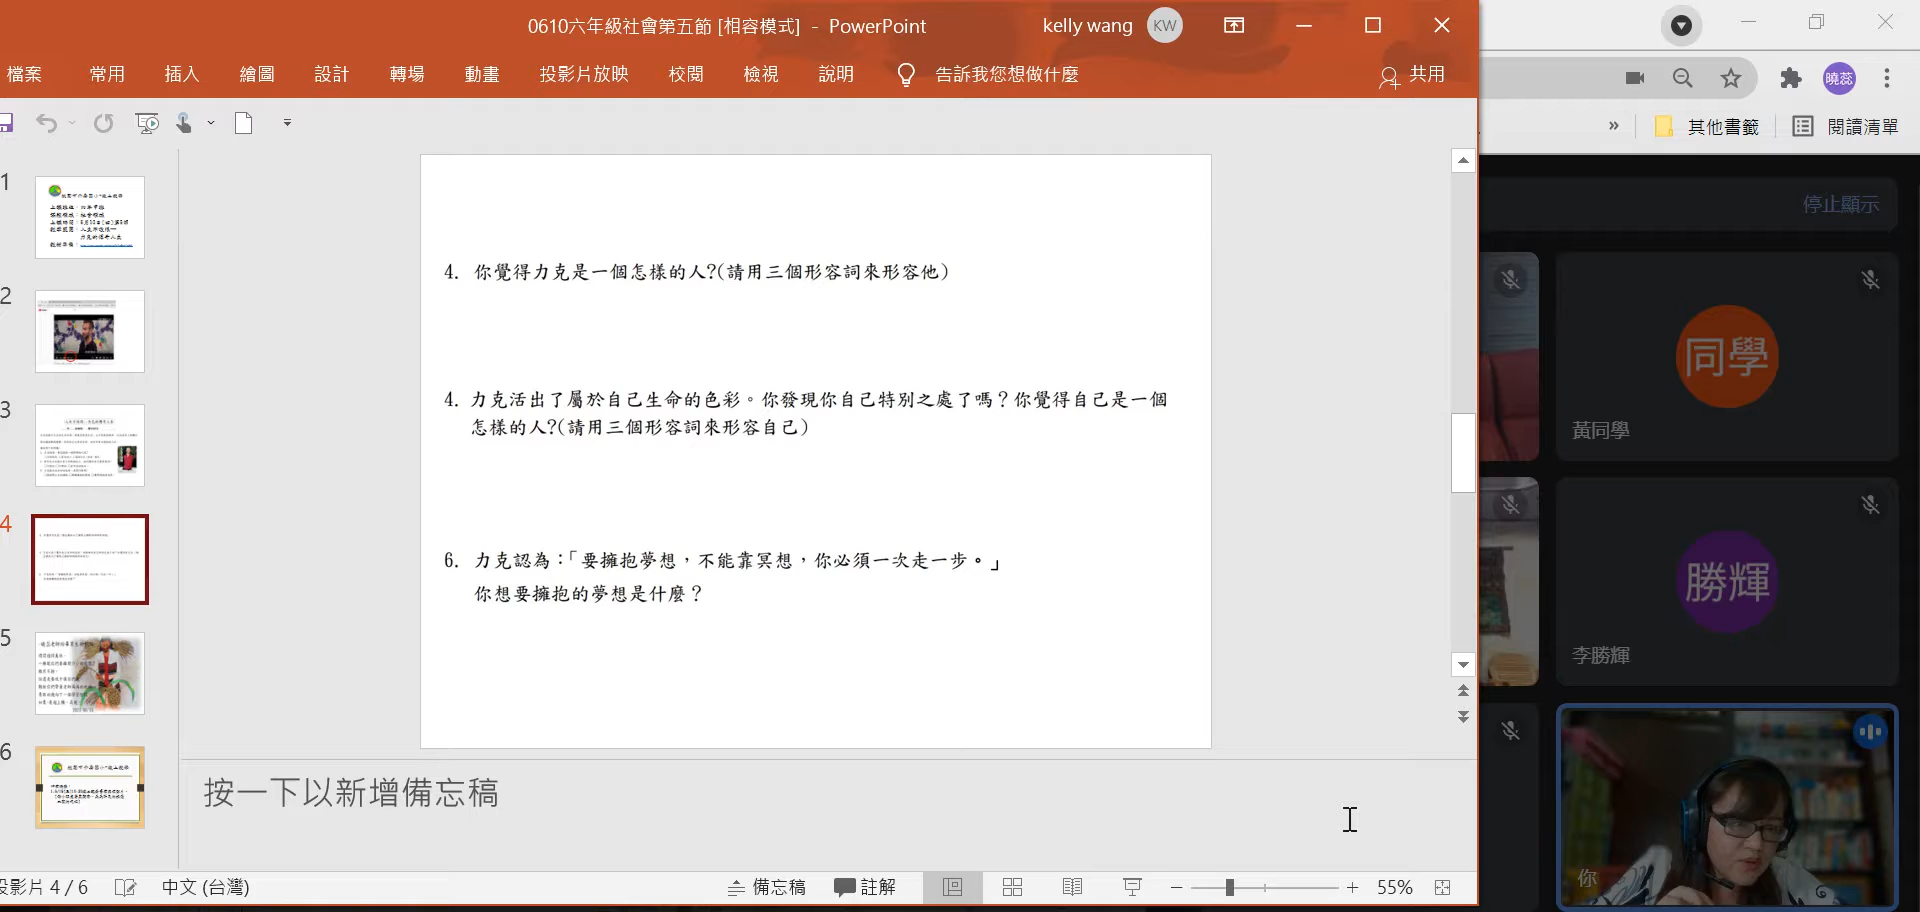 0610六年級社會第五節 [相容模式] - PowerPoint
kelly wang
KW
檔案 常用 插入 繪圖 設計 轉場 動畫 投影片放映 校閱 檢視 說明 告訴我您想做什麼 共用
曉蕊
» 其他書籤 閱讀清單
1
2
3
4
5
6
4. 你覺得力克是一個怎樣的人?(請用三個形容詞來形容他)
4. 力克活出了屬於自己生命的色彩。你發現你自己特別之處了嗎？你覺得自己是一個
怎樣的人?(請用三個形容詞來形容自己)
6. 力克認為：「要擁抱夢想，不能靠冥想，你必須一次走一步。」
你想要擁抱的夢想是什麼？
按一下以新增備忘稿
投影片 4 / 6 中文 (台灣) 備忘稿 註解 55%
停止顯示
同學
黃同學
勝輝
李勝輝
你